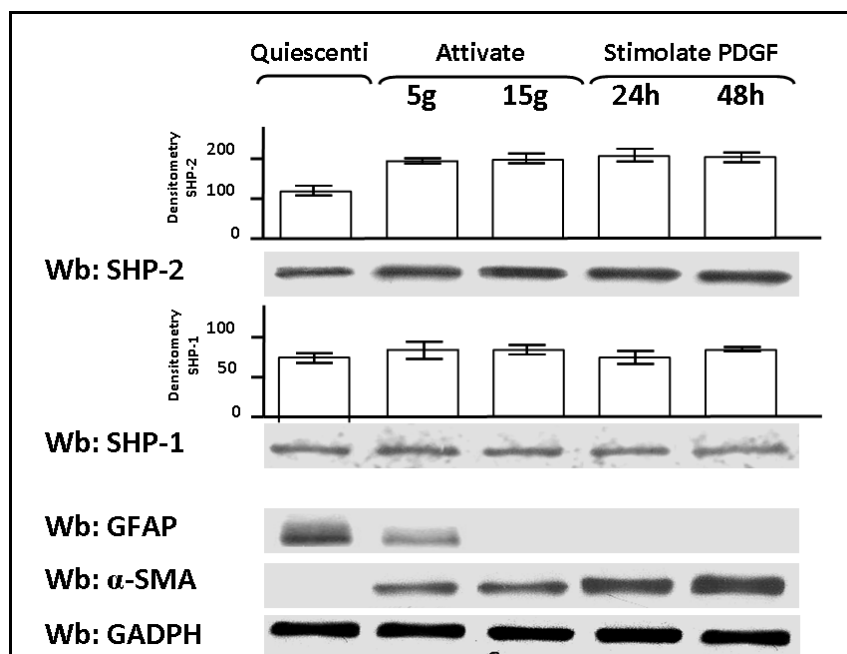 Quiescenti Attivate Stimolate PDGF
5g 15g 24h 48h
Densitometry
SHP-2
200
100
0
Wb: SHP-2
Densitometry
SHP-1
100
50
0
Wb: SHP-1
Wb: GFAP
Wb: α-SMA
Wb: GADPH